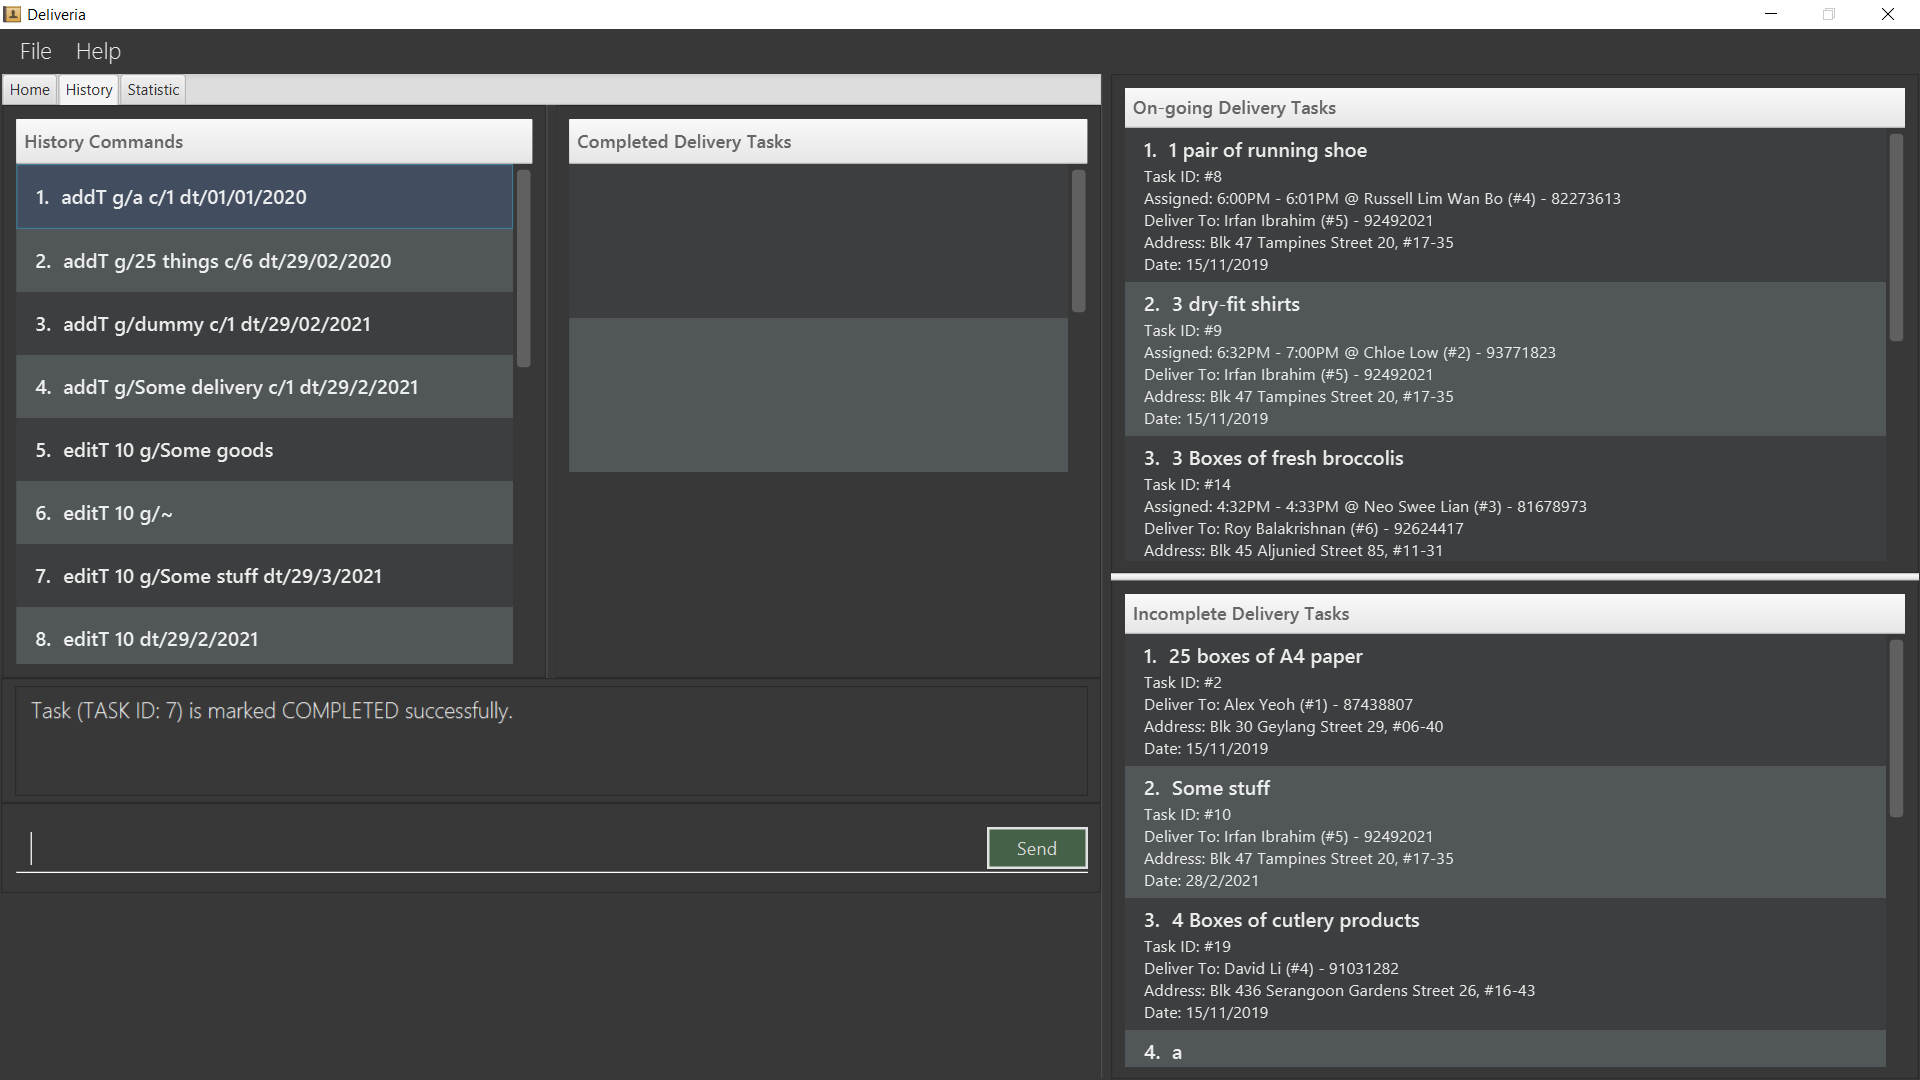 Deliveria
File Help
Home History Statistic
History Commands
1. addT g/a c/1 dt/01/01/2020
2. addT g/25 things c/6 dt/29/02/2020
3. addT g/dummy c/1 dt/29/02/2021
4. addT g/Some delivery c/1 dt/29/2/2021
5. editT 10 g/Some goods
6. editT 10 g/~
7. editT 10 g/Some stuff dt/29/3/2021
8. editT 10 dt/29/2/2021
Completed Delivery Tasks
Task (TASK ID: 7) is marked COMPLETED successfully.
Send
On-going Delivery Tasks
1. 1 pair of running shoe
Task ID: #8
Assigned: 6:00PM - 6:01PM @ Russell Lim Wan Bo (#4) - 82273613
Deliver To: Irfan Ibrahim (#5) - 92492021
Address: Blk 47 Tampines Street 20, #17-35
Date: 15/11/2019
2. 3 dry-fit shirts
Task ID: #9
Assigned: 6:32PM - 7:00PM @ Chloe Low (#2) - 93771823
Deliver To: Irfan Ibrahim (#5) - 92492021
Address: Blk 47 Tampines Street 20, #17-35
Date: 15/11/2019
3. 3 Boxes of fresh broccolis
Task ID: #14
Assigned: 4:32PM - 4:33PM @ Neo Swee Lian (#3) - 81678973
Deliver To: Roy Balakrishnan (#6) - 92624417
Address: Blk 45 Aljunied Street 85, #11-31
Incomplete Delivery Tasks
1. 25 boxes of A4 paper
Task ID: #2
Deliver To: Alex Yeoh (#1) - 87438807
Address: Blk 30 Geylang Street 29, #06-40
Date: 15/11/2019
2. Some stuff
Task ID: #10
Deliver To: Irfan Ibrahim (#5) - 92492021
Address: Blk 47 Tampines Street 20, #17-35
Date: 28/2/2021
3. 4 Boxes of cutlery products
Task ID: #19
Deliver To: David Li (#4) - 91031282
Address: Blk 436 Serangoon Gardens Street 26, #16-43
Date: 15/11/2019
4. a